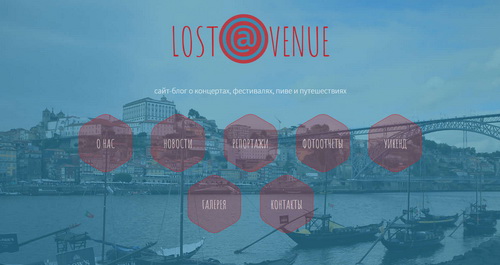 LOST@VENUE
сайт-блог о концертах, фестивалях, пиве и путешествиях
О НАС
НОВОСТИ
РЕПОРТАЖИ
ФОТООТЧЕТЫ
УИКЕНД
ГАЛЕРЕЯ
КОНТАКТЫ